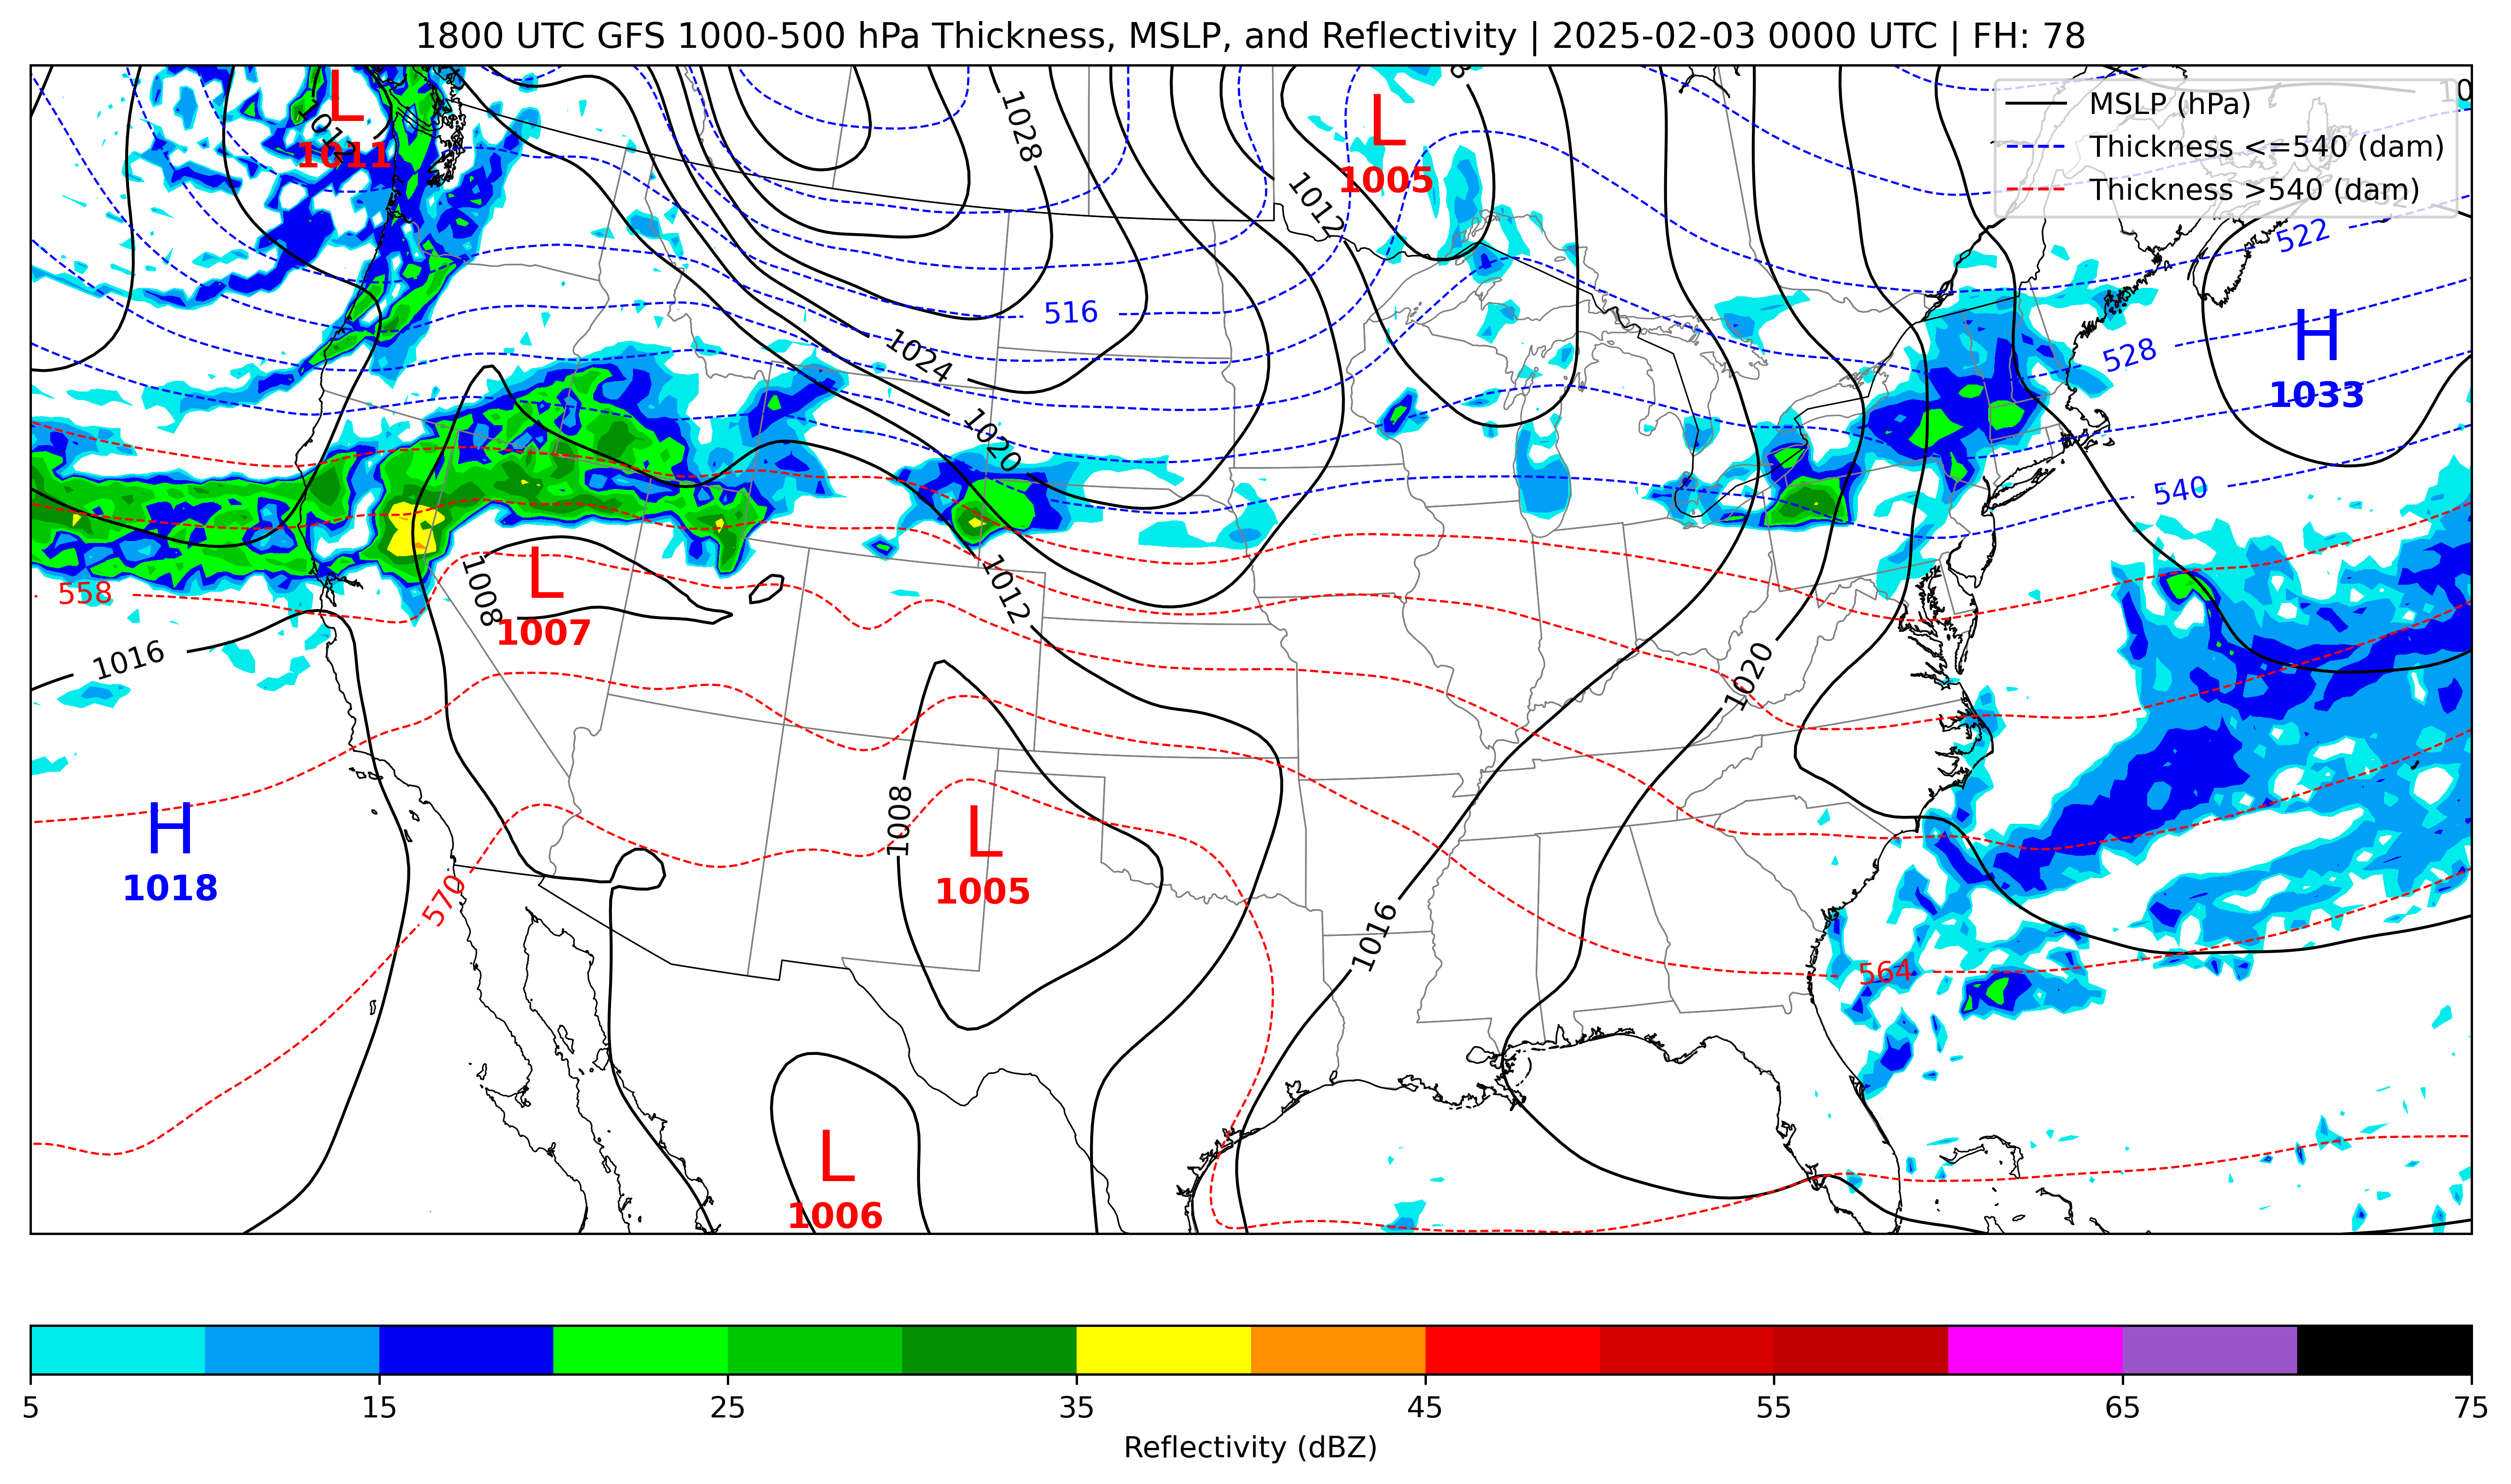 1800 UTC GFS 1000-500 hPa Thickness, MSLP, and Reflectivity | 2025-02-03 0000 UTC | FH: 78
MSLP (hPa)
Thickness <=540 (dam)
Thickness >540 (dam)
L
1012
1011
1028
L
1005
1012
10
522
516
1024
H
1033
528
1020
540
558
1008
L
1007
1012
1016
1020
H
1018
1008
L
1005
570
1016
564
L
1006
5
15
25
35
45
55
65
75
Reflectivity (dBZ)